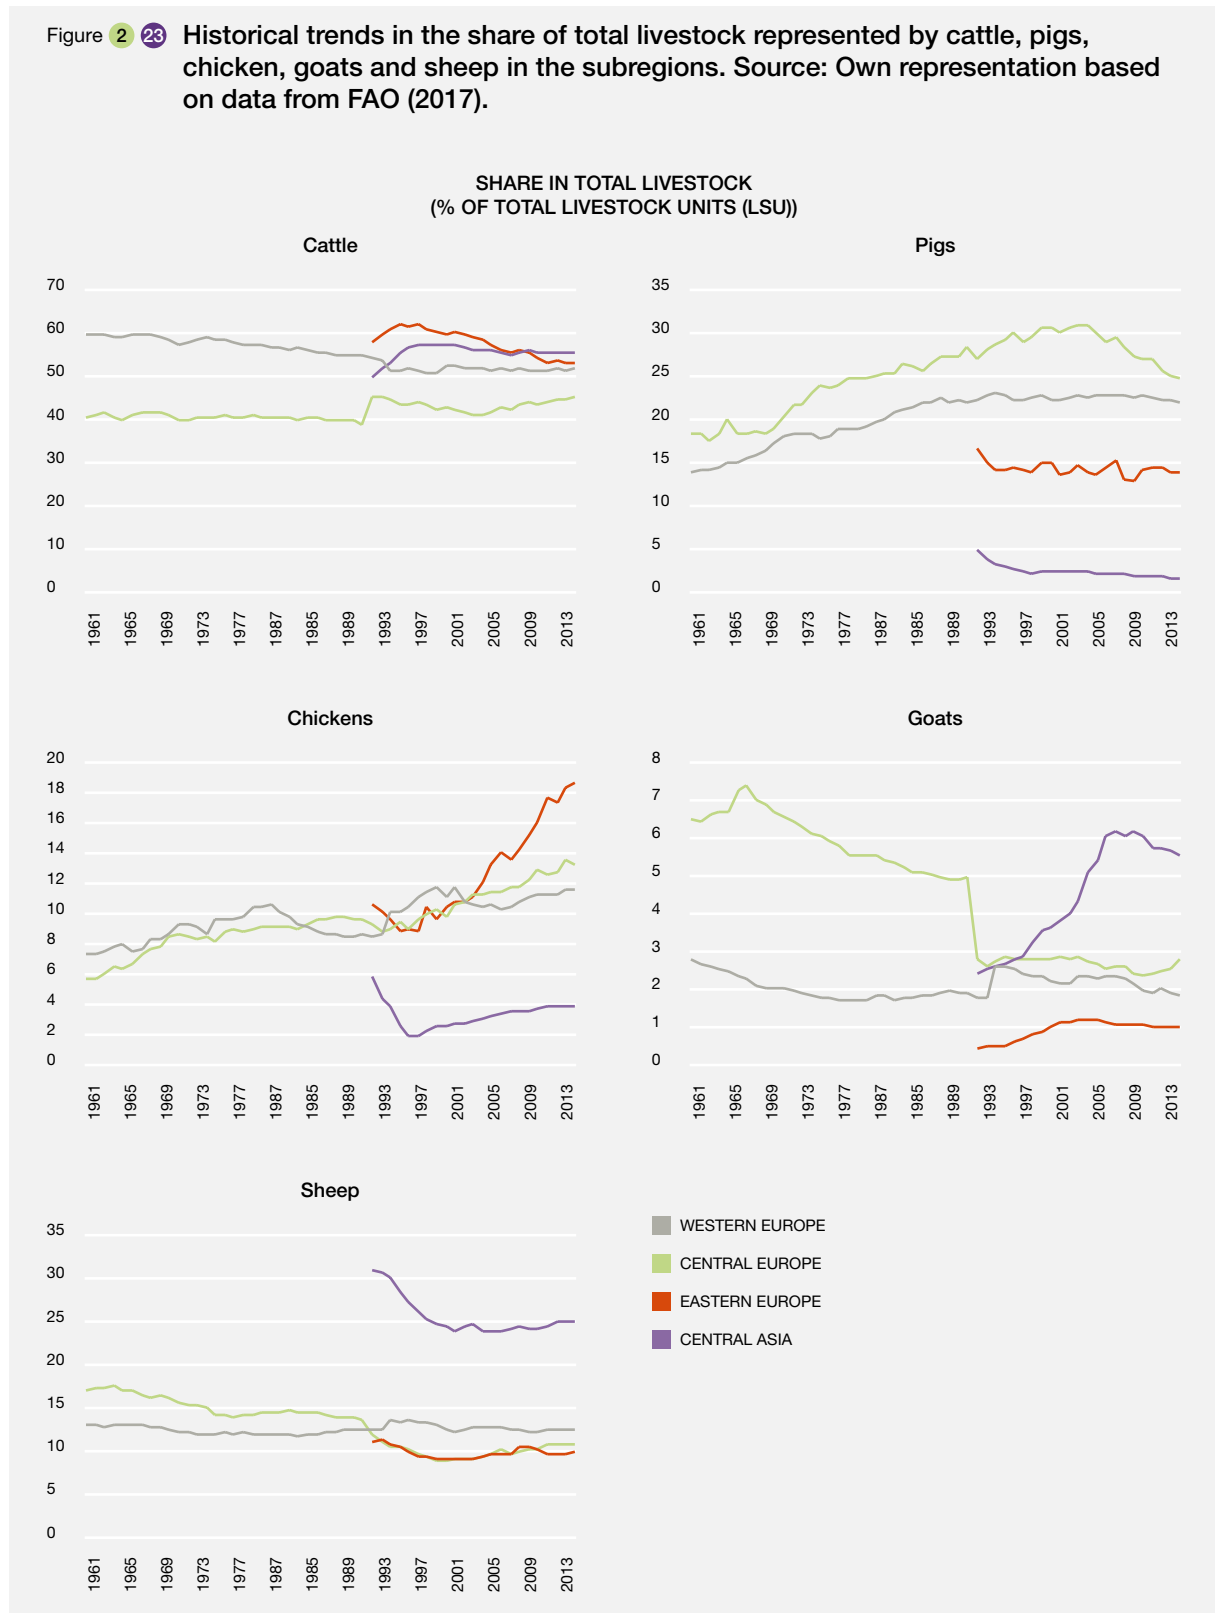 Figure 2 23 Historical trends in the share of total livestock represented by cattle, pigs,
chicken, goats and sheep in the subregions. Source: Own representation based
on data from FAO (2017).
SHARE IN TOTAL LIVESTOCK
(% OF TOTAL LIVESTOCK UNITS (LSU))
Cattle
70
60
50
40
30
20
10
0
1961 1965 1969 1973 1977 1987 1985 1989 1993 1997 2001 2005 2009 2013
Pigs
35
30
25
20
15
10
5
0
1961 1965 1969 1973 1977 1987 1985 1989 1993 1997 2001 2005 2009 2013
Chickens
20
18
16
14
12
10
8
6
4
2
0
1961 1965 1969 1973 1977 1987 1985 1989 1993 1997 2001 2005 2009 2013
Goats
8
7
6
5
4
3
2
1
0
1961 1965 1969 1973 1977 1987 1985 1989 1993 1997 2001 2005 2009 2013
Sheep
35
30
25
20
15
10
5
0
1961 1965 1969 1973 1977 1987 1985 1989 1993 1997 2001 2005 2009 2013
WESTERN EUROPE
CENTRAL EUROPE
EASTERN EUROPE
CENTRAL ASIA